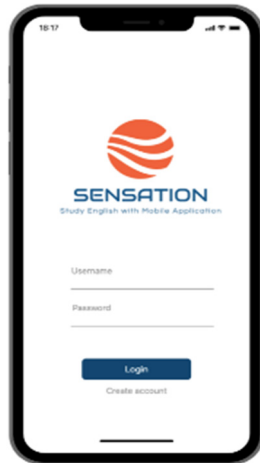 16:17
SENSATION
Study English with Mobile Application
Username
Password
Login
Create account